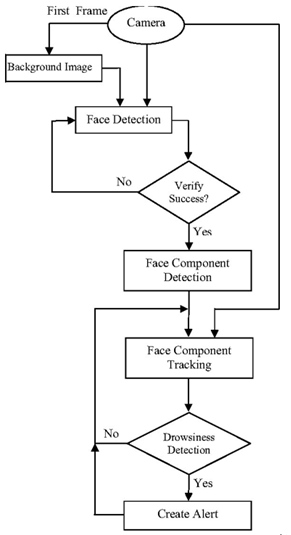 First Frame
Camera
Background Image
Face Detection
No
Verify
Success?
Yes
Face Component
Detection
Face Component
Tracking
No
Drowsiness
Detection
Yes
Create Alert